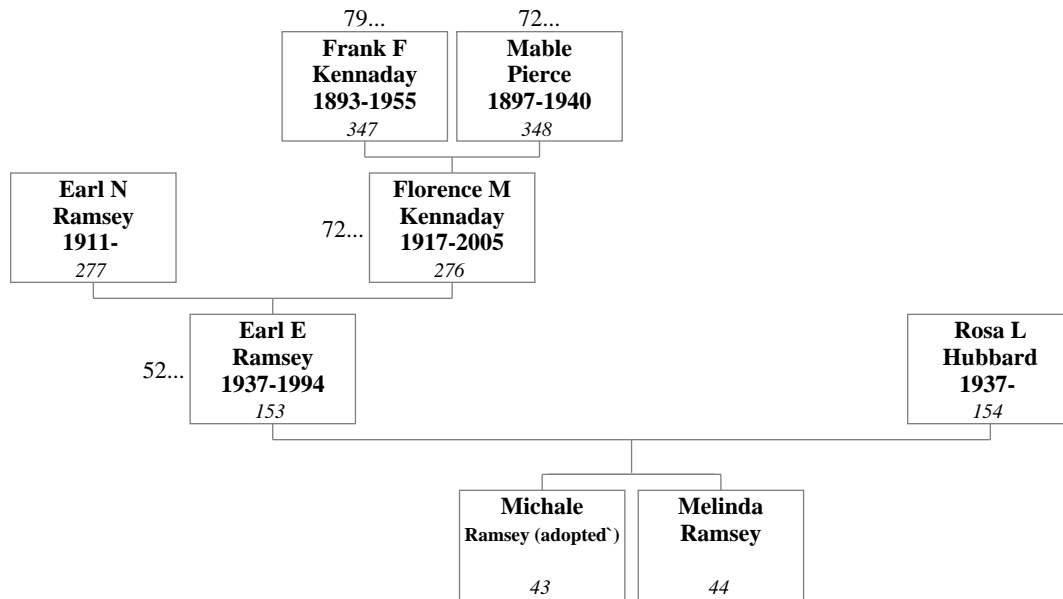 79...
72...
Frank F
Kennaday
1893-1955
347
Mable
Pierce
1897-1940
348
Earl N
Ramsey
1911-
277
72...
Florence M
Kennaday
1917-2005
276
52...
Earl E
Ramsey
1937-1994
153
Rosa L
Hubbard
1937-
154
Michale
Ramsey (adopted`)
43
Melinda
Ramsey
44